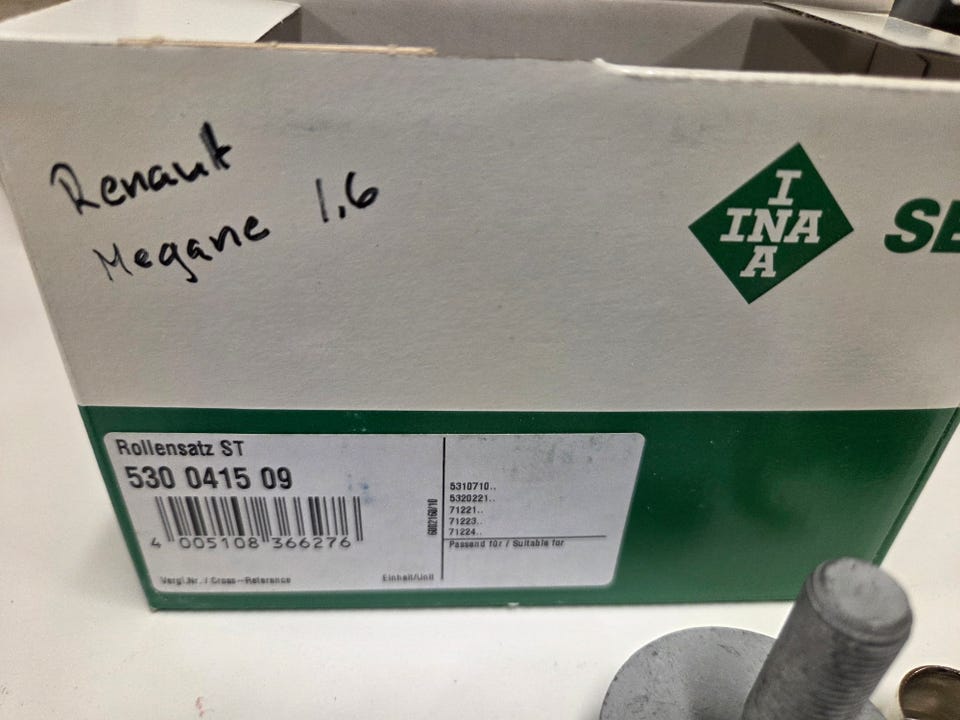 Renault
Megane 1,6
I
INA
A
SE
Rollensatz ST
530 0415 09
4 005108 366276
5310710..
5320221..
71221..
71223..
71224..
Passend für / Suitable for
Vergl.Nr. / Cross-Reference
Einheit/Unit